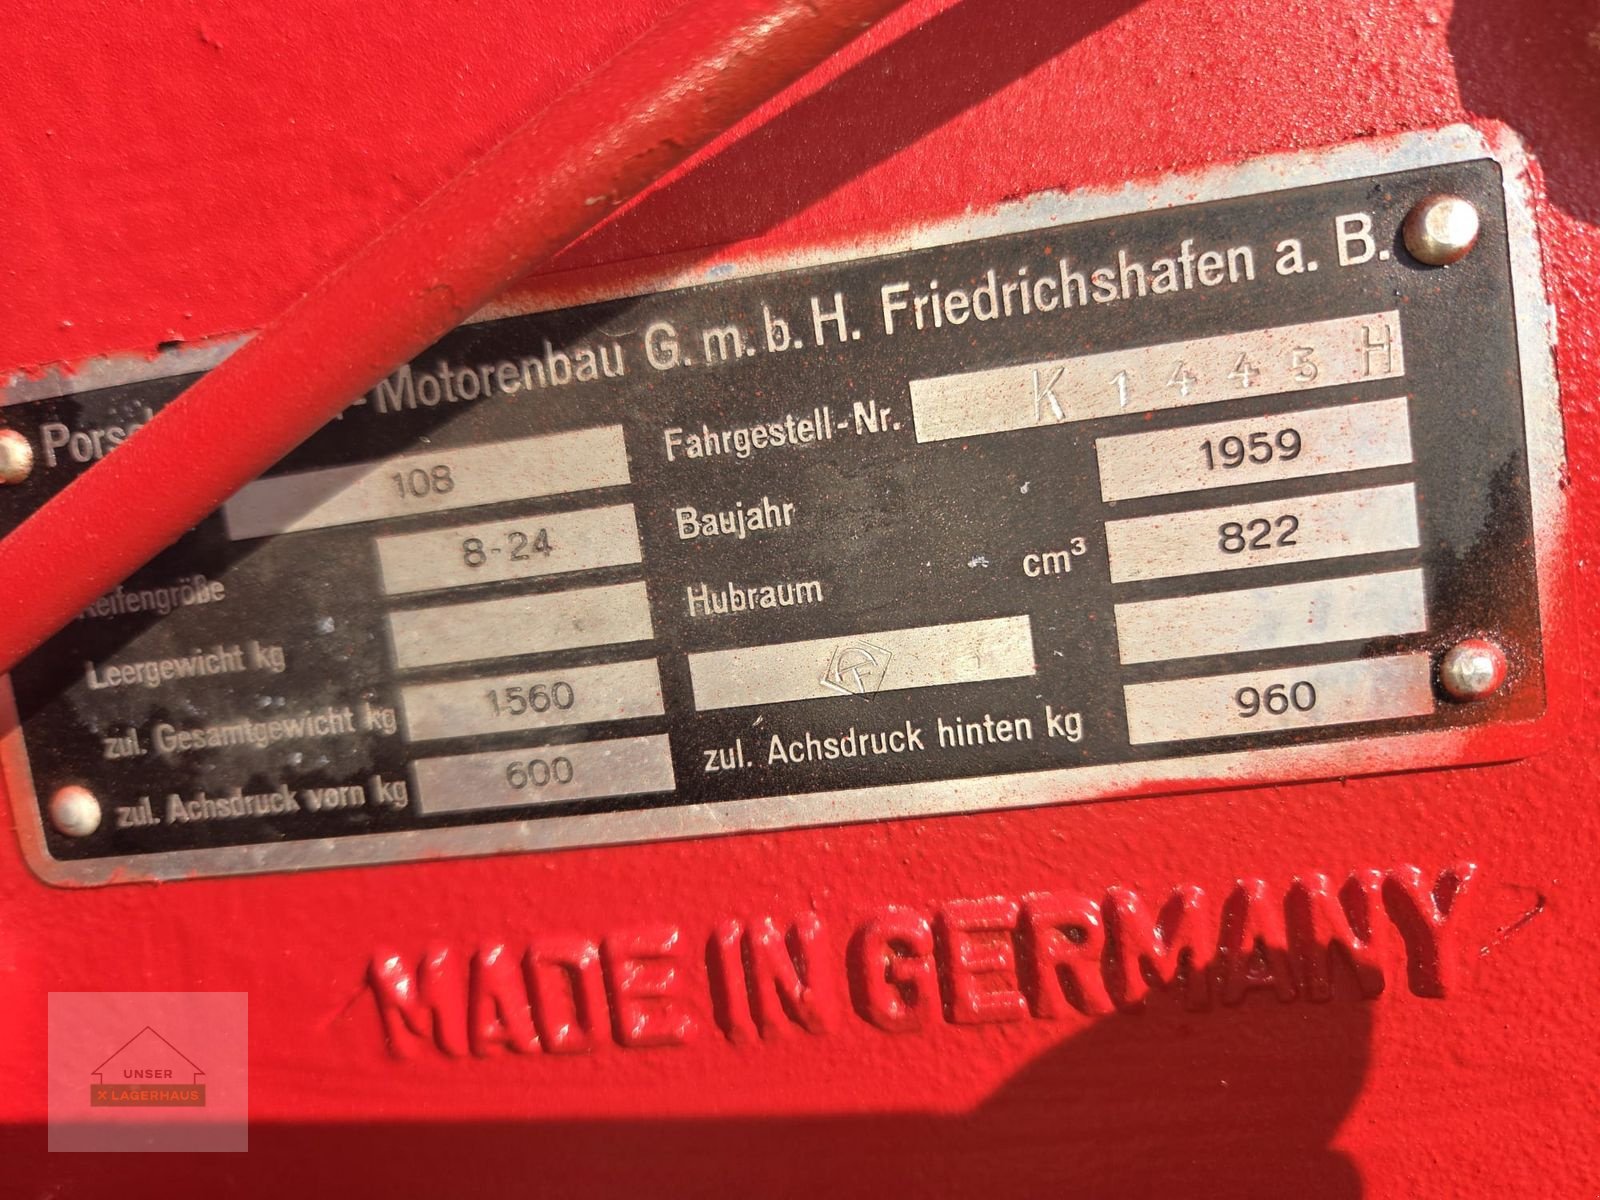 -Motorenbau G.m.b.H. Friedrichshafen a. B.
108 Fahrgestell-Nr. K 1445 H
Reifengröße 8-24 Baujahr 1959
Leergewicht kg Hubraum cm³ 822
zul. Gesamtgewicht kg 1560
zul. Achsdruck vorn kg 600 zul. Achsdruck hinten kg 960
MADE IN GERMANY
UNSER
X LAGERHAUS